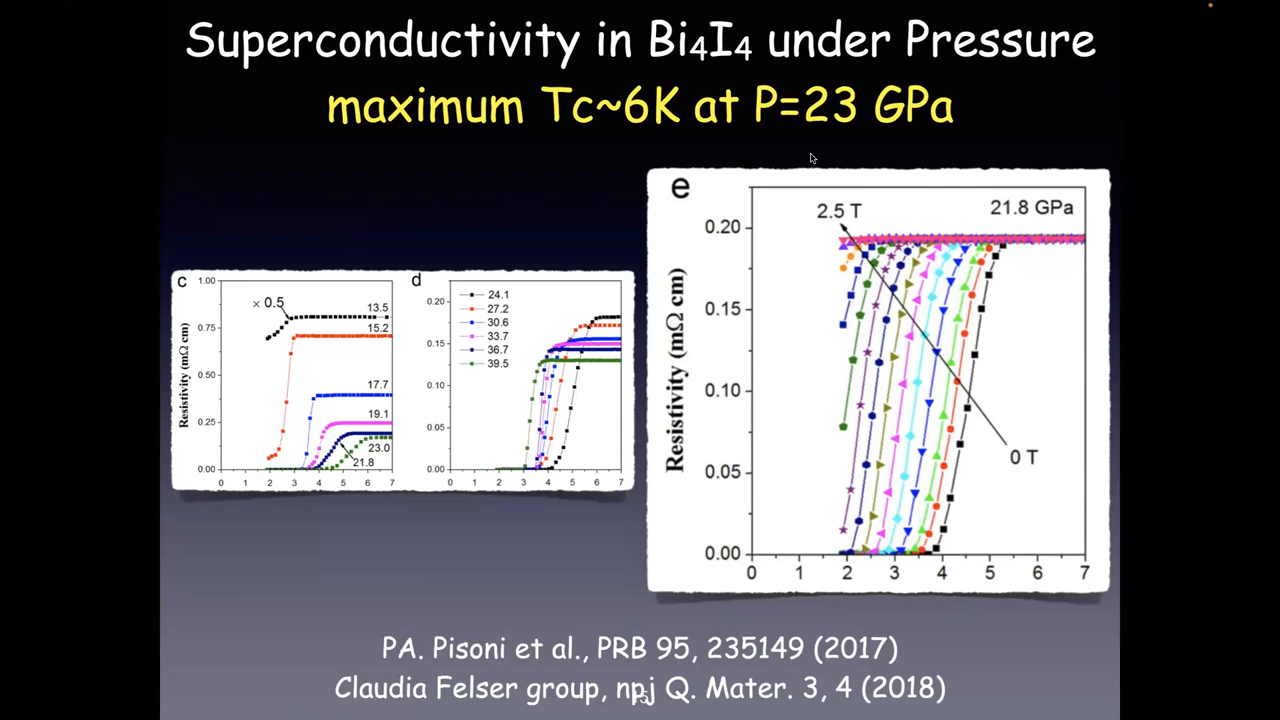 Superconductivity in Bi₄I₄ under Pressure
maximum Tc~6K at P=23 GPa
c
Resistivity (mΩ cm)
1.00
0.75
0.50
0.25
0.00
0 1 2 3 4 5 6 7
× 0.5
13.5
15.2
17.7
19.1
23.0
21.8
d
0.20
0.15
0.10
0.05
0.00
0 1 2 3 4 5 6 7
24.1
27.2
30.6
33.7
36.7
39.5
e
Resistivity (mΩ cm)
0.20
0.15
0.10
0.05
0.00
0 1 2 3 4 5 6 7
2.5 T
21.8 GPa
0 T
PA. Pisoni et al., PRB 95, 235149 (2017)
Claudia Felser group, npj Q. Mater. 3, 4 (2018)